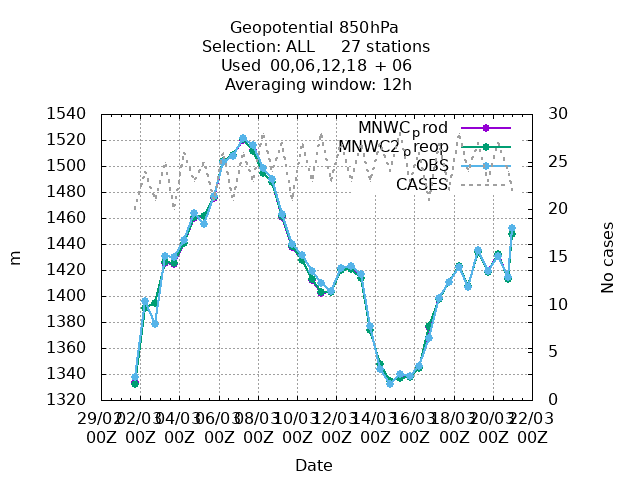 Geopotential 850hPa
Selection: ALL 27 stations
Used 00,06,12,18 + 06
Averaging window: 12h
1540
1520
1500
1480
1460
1440
1420
1400
1380
1360
1340
1320
m
30
25
20
15
10
5
0
No cases
MNWCprod
MNWC2preop
OBS
CASES
29/02 02/03 04/03 06/03 08/03 10/03 12/03 14/03 16/03 18/03 20/03 22/03
00Z 00Z 00Z 00Z 00Z 00Z 00Z 00Z 00Z 00Z 00Z 00Z
Date